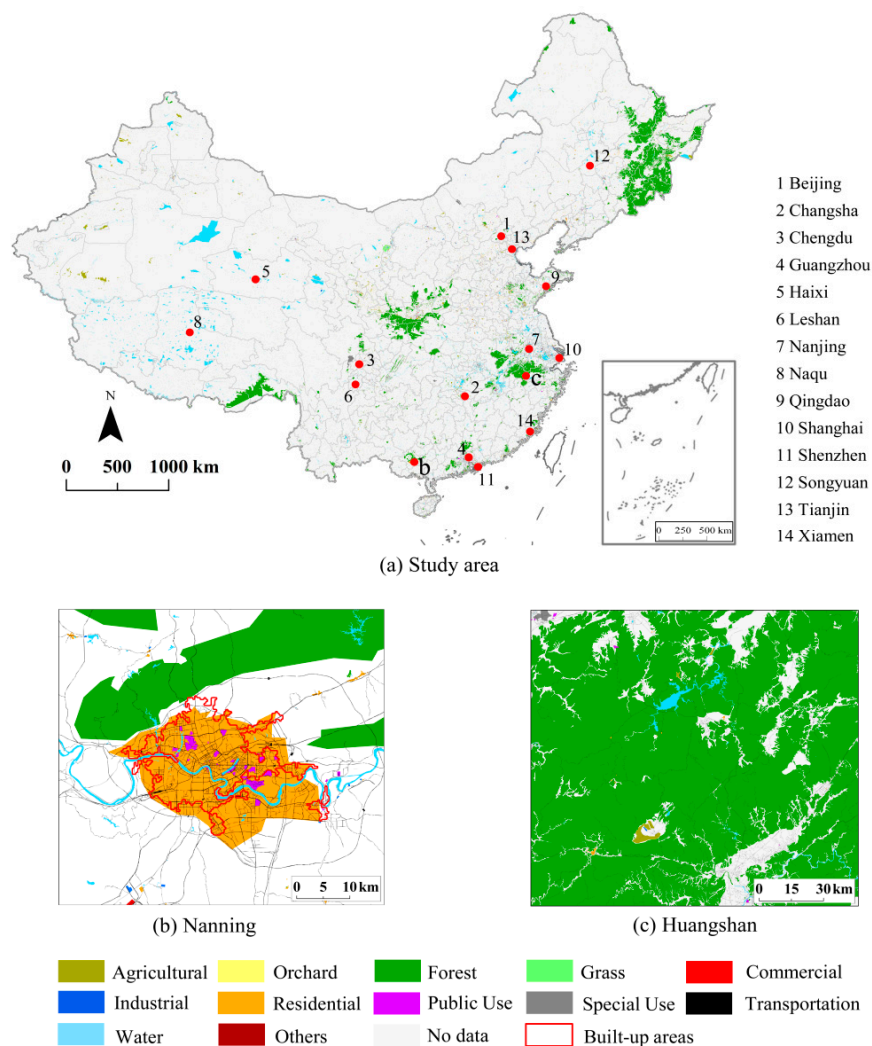 12
1
13
5
9
8
7
10
3
c
6
2
14
4
b
11
N
0 500 1000 km
0 250 500 km
1 Beijing
2 Changsha
3 Chengdu
4 Guangzhou
5 Haixi
6 Leshan
7 Nanjing
8 Naqu
9 Qingdao
10 Shanghai
11 Shenzhen
12 Songyuan
13 Tianjin
14 Xiamen
(a) Study area
0 5 10 km
0 15 30 km
(b) Nanning
(c) Huangshan
Agricultural Orchard Forest Grass Commercial
Industrial Residential Public Use Special Use Transportation
Water Others No data Built-up areas